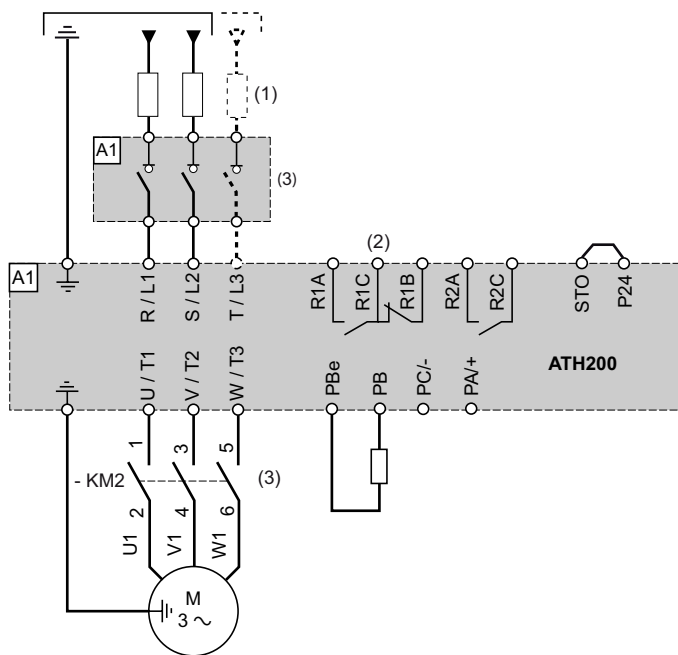 (1)
A1
(3)
(2)
A1
R / L1
S / L2
T / L3
R1A
R1C
R1B
R2A
R2C
STO
P24
ATH200
U / T1
V / T2
W / T3
PBe
PB
PC/-
PA/+
1
3
5
- KM2
(3)
2
4
6
U1
V1
W1
M
3 ~